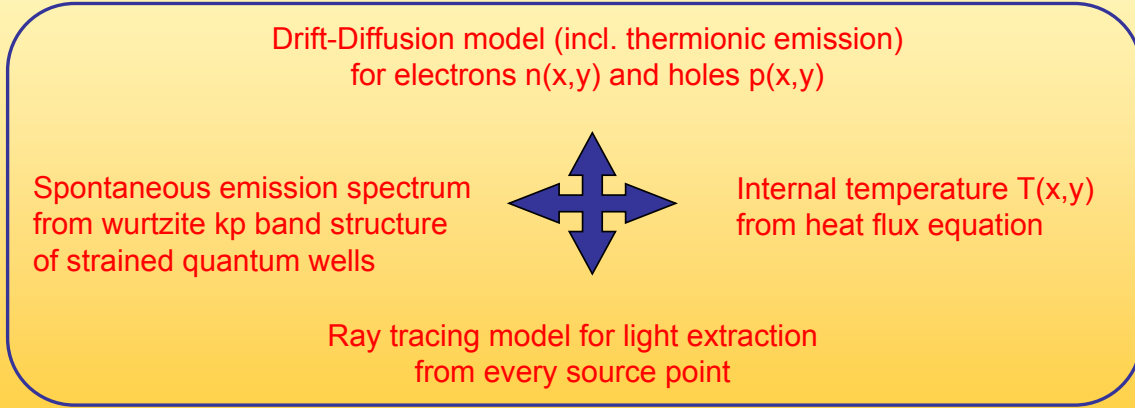 Drift-Diffusion model (incl. thermionic emission)
for electrons n(x,y) and holes p(x,y)
Spontaneous emission spectrum
from wurtzite kp band structure
of strained quantum wells
Internal temperature T(x,y)
from heat flux equation
Ray tracing model for light extraction
from every source point